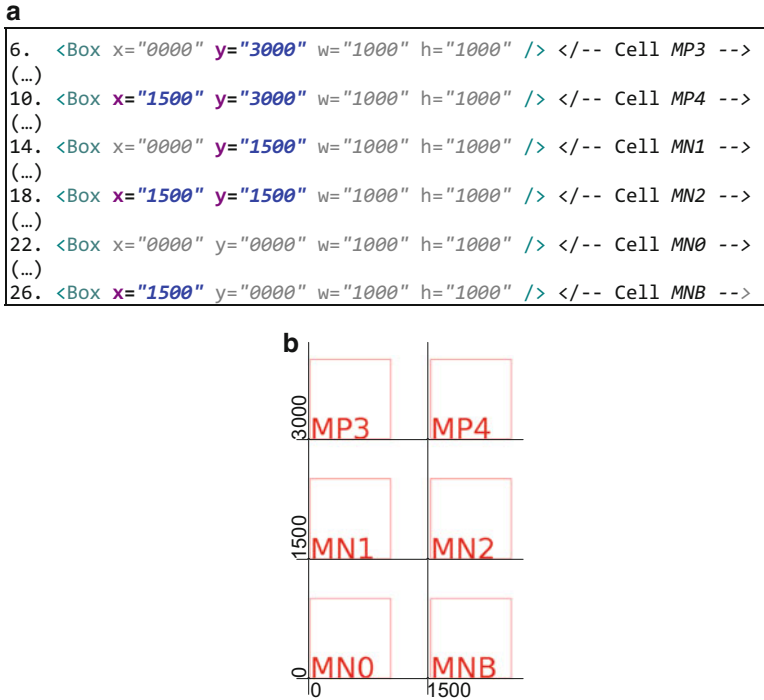 a
6. <Box x="0000" y="3000" w="1000" h="1000" /> </-- Cell MP3 -->
(…)
10. <Box x="1500" y="3000" w="1000" h="1000" /> </-- Cell MP4 -->
(…)
14. <Box x="0000" y="1500" w="1000" h="1000" /> </-- Cell MN1 -->
(…)
18. <Box x="1500" y="1500" w="1000" h="1000" /> </-- Cell MN2 -->
(…)
22. <Box x="0000" y="0000" w="1000" h="1000" /> </-- Cell MN0 -->
(…)
26. <Box x="1500" y="0000" w="1000" h="1000" /> </-- Cell MNB -->
b
3000
MP3 MP4
1500
MN1 MN2
0
MN0 MNB
0 1500